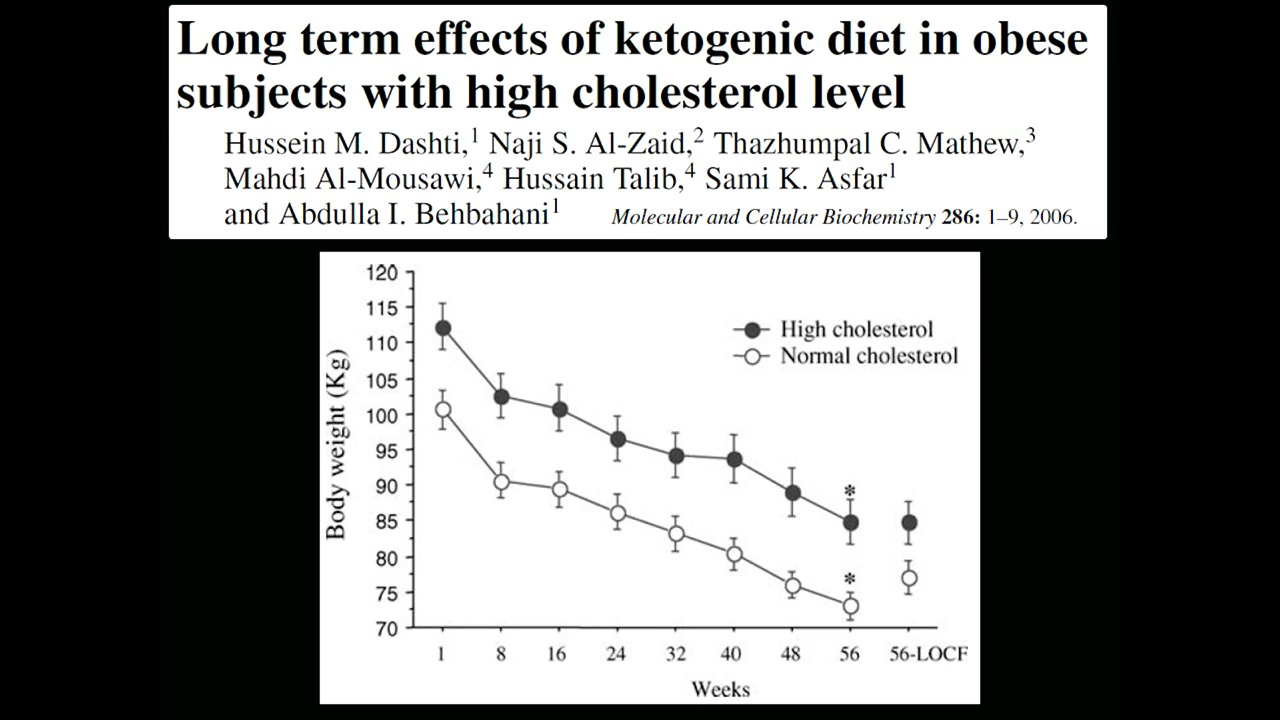 Long term effects of ketogenic diet in obese
subjects with high cholesterol level
Hussein M. Dashti,¹ Naji S. Al-Zaid,² Thazhumpal C. Mathew,³
Mahdi Al-Mousawi,⁴ Hussain Talib,⁴ Sami K. Asfar¹
and Abdulla I. Behbahani¹
Molecular and Cellular Biochemistry 286: 1–9, 2006.
120
115
110
105
100
95
90
85
80
75
70
Body weight (Kg)
High cholesterol
Normal cholesterol
*
*
1 8 16 24 32 40 48 56 56-LOCF
Weeks